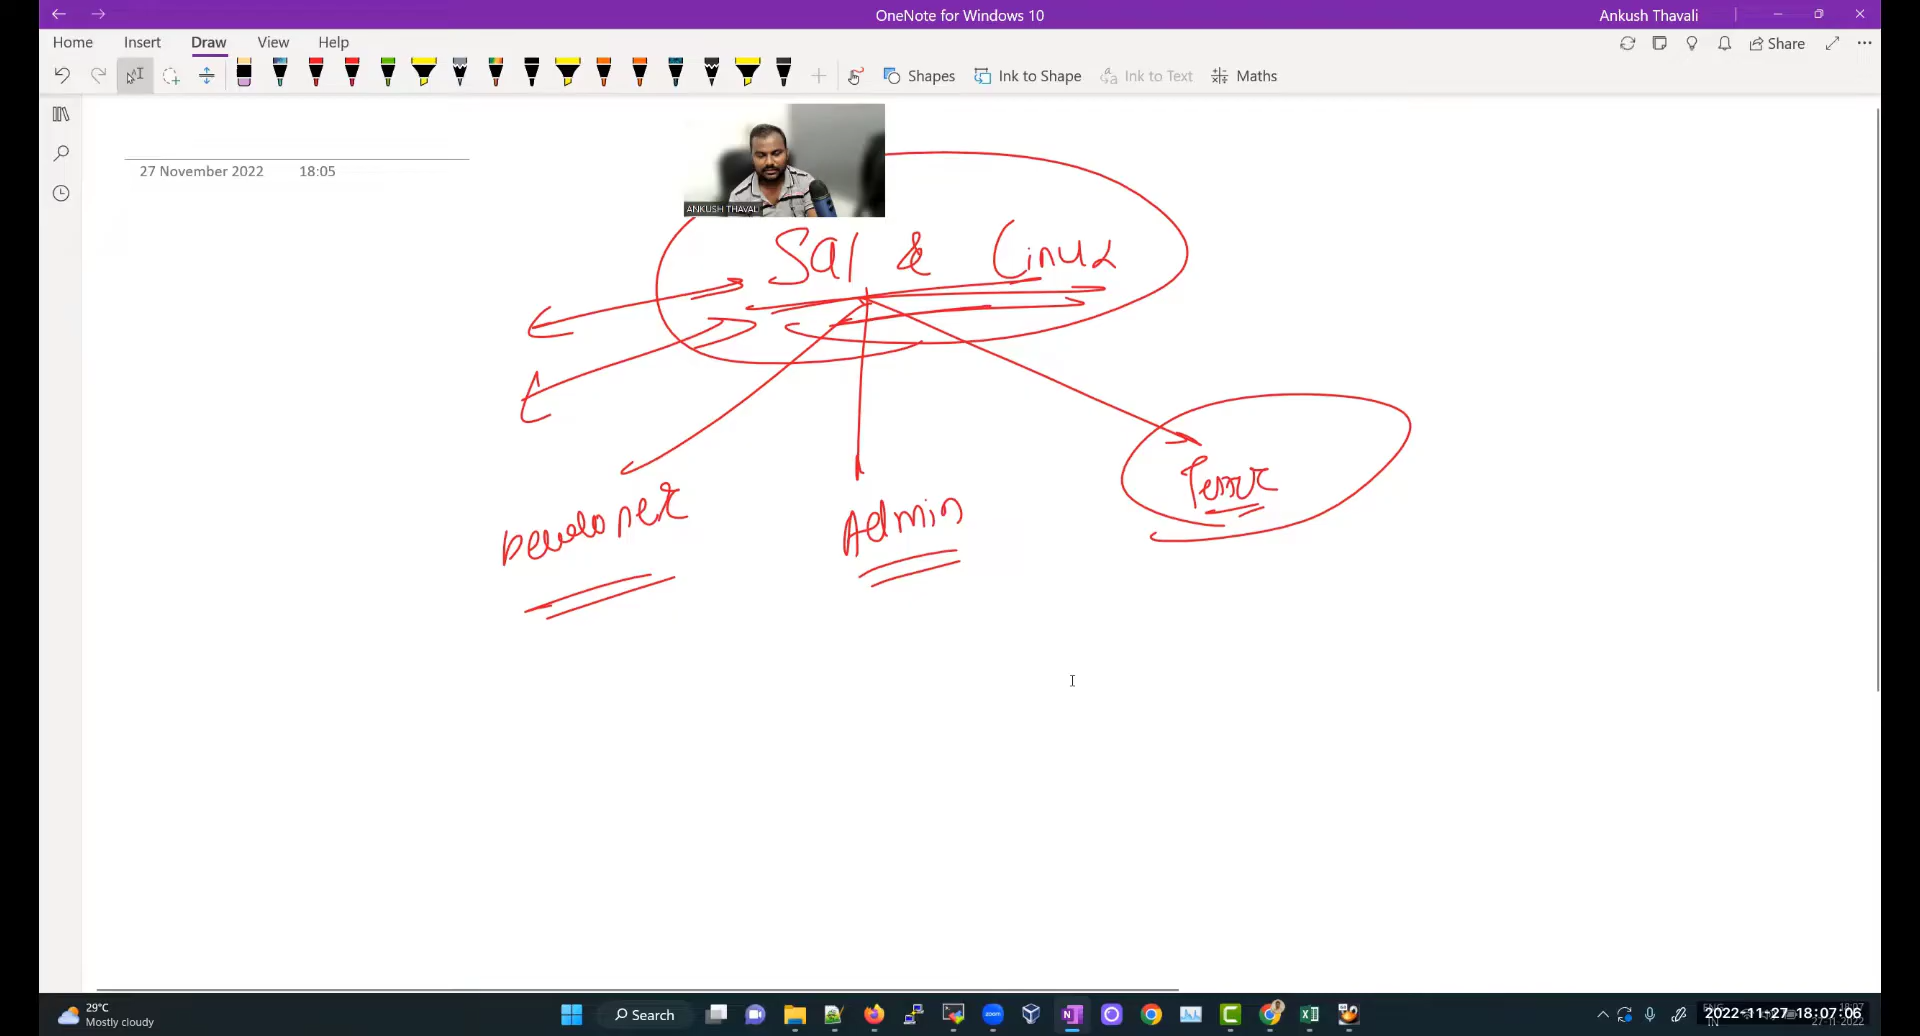 OneNote for Windows 10
Ankush Thavali
Home Insert Draw View Help
Share
Shapes Ink to Shape Ink to Text Maths
27 November 2022 18:05
ANKUSH THAVALI
Sql & Linux
Admin
29°C
Mostly cloudy
Search
2022-11-27 18:07:06